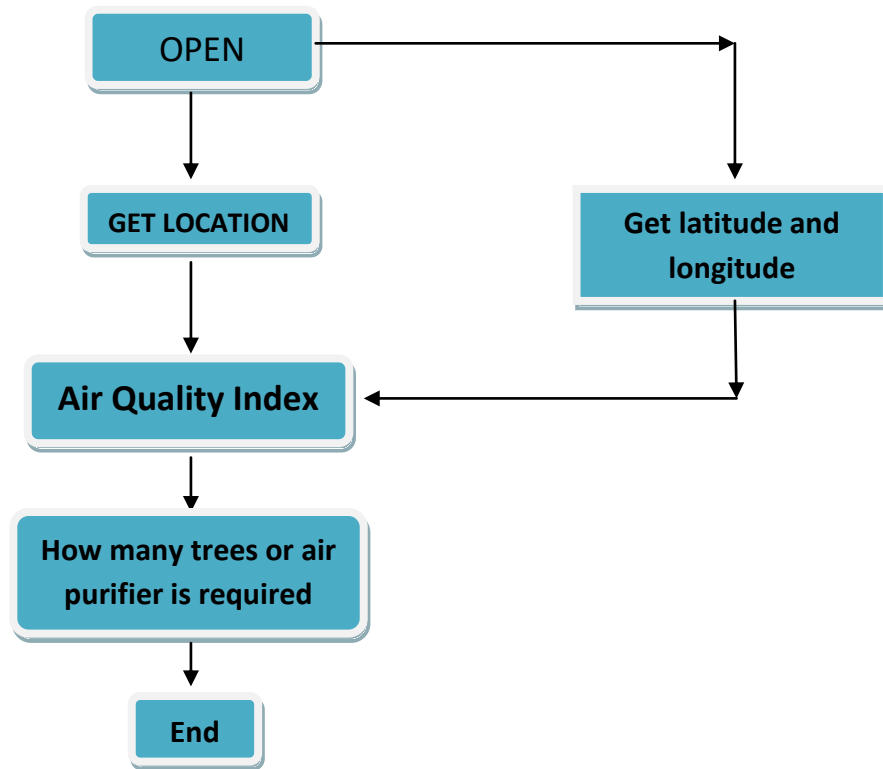 OPEN
GET LOCATION
Get latitude and
longitude
Air Quality Index
How many trees or air
purifier is required
End